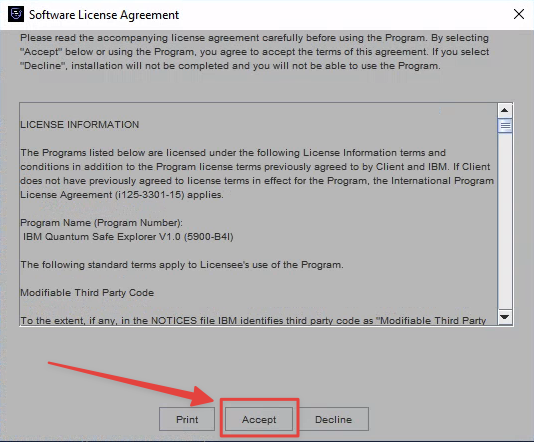 Software License Agreement
Please read the accompanying license agreement carefully before using the Program. By selecting
"Accept" below or using the Program, you agree to accept the terms of this agreement. If you select
"Decline", installation will not be completed and you will not be able to use the Program.
LICENSE INFORMATION
The Programs listed below are licensed under the following License Information terms and
conditions in addition to the Program license terms previously agreed to by Client and IBM. If Client
does not have previously agreed to license terms in effect for the Program, the International Program
License Agreement (i125-3301-15) applies.
Program Name (Program Number):
IBM Quantum Safe Explorer V1.0 (5900-B4I)
The following standard terms apply to Licensee's use of the Program.
Modifiable Third Party Code
To the extent, if any, in the NOTICES file IBM identifies third party code as "Modifiable Third Party
Print Accept Decline